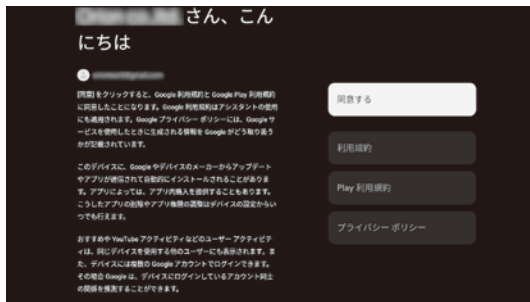 さん、こん
にちは
[同意] をクリックすると、Google 利用規約と Google Play 利用規約
に同意したことになります。Google 利用規約はアシスタントの使用
にも適用されます。Google プライバシー ポリシーには、Google サ
ービスを使用したときに生成される情報を Google がどう取り扱う
かが記載されています。
このデバイスに、Google やデバイスのメーカーからアップデート
やアプリが送信されて自動的にインストールされることがありま
す。アプリによっては、アプリ内購入を提供することもあります。
こうしたアプリの削除やアプリ権限の調整はデバイスの設定からい
つでも行えます。
おすすめや YouTube アクティビティなどのユーザー アクティビテ
ィは、同じデバイスを使用する他のユーザーにも表示されます。ま
た、デバイスには複数の Google アカウントでログインできます。
その場合 Google は、デバイスにログインしているアカウント同士
の関係を推測することができます。
同意する
利用規約
Play 利用規約
プライバシー ポリシー